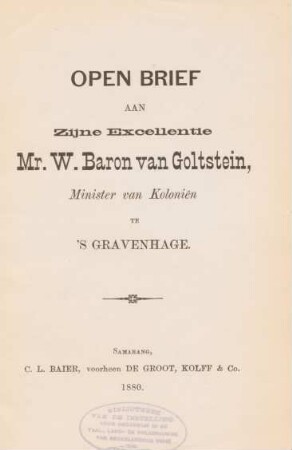 OPEN BRIEF
AAN
Zijne Excellentie
Mr. W. Baron van Goltstein,
Minister van Koloniën
TE
'S GRAVENHAGE.
SAMARANG,
C. L. BAIER, voorheen DE GROOT, KOLFF & Co.
1880.